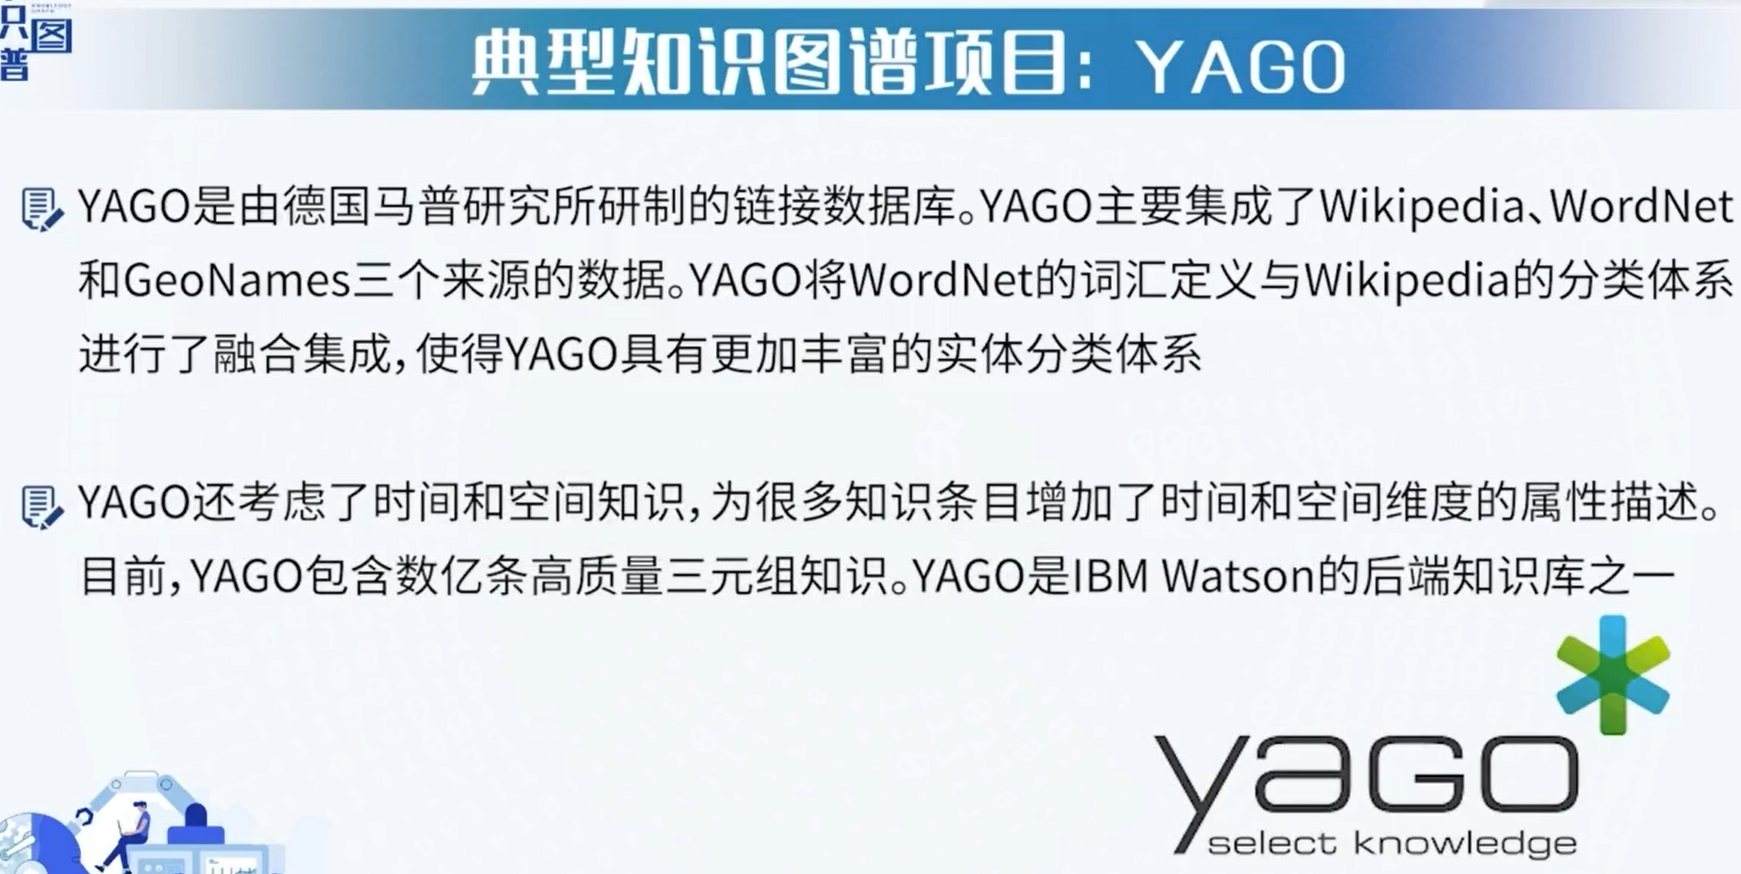 识图
谱
典型知识图谱项目：YAGO
YAGO是由德国马普研究所研制的链接数据库。YAGO主要集成了Wikipedia、WordNet
和GeoNames三个来源的数据。YAGO将WordNet的词汇定义与Wikipedia的分类体系
进行了融合集成，使得YAGO具有更加丰富的实体分类体系
YAGO还考虑了时间和空间知识，为很多知识条目增加了时间和空间维度的属性描述。
目前，YAGO包含数亿条高质量三元组知识。YAGO是IBM Watson的后端知识库之一
yaGO
select knowledge